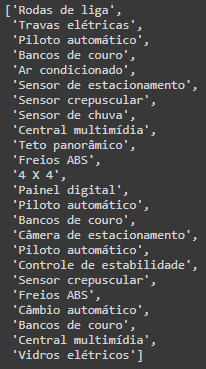 ['Rodas de liga',
'Travas elétricas',
'Piloto automático',
'Bancos de couro',
'Ar condicionado',
'Sensor de estacionamento',
'Sensor crepuscular',
'Sensor de chuva',
'Central multimídia',
'Teto panorâmico',
'Freios ABS',
'4 X 4',
'Painel digital',
'Piloto automático',
'Bancos de couro',
'Câmera de estacionamento',
'Piloto automático',
'Controle de estabilidade',
'Sensor crepuscular',
'Freios ABS',
'Câmbio automático',
'Bancos de couro',
'Central multimídia',
'Vidros elétricos']